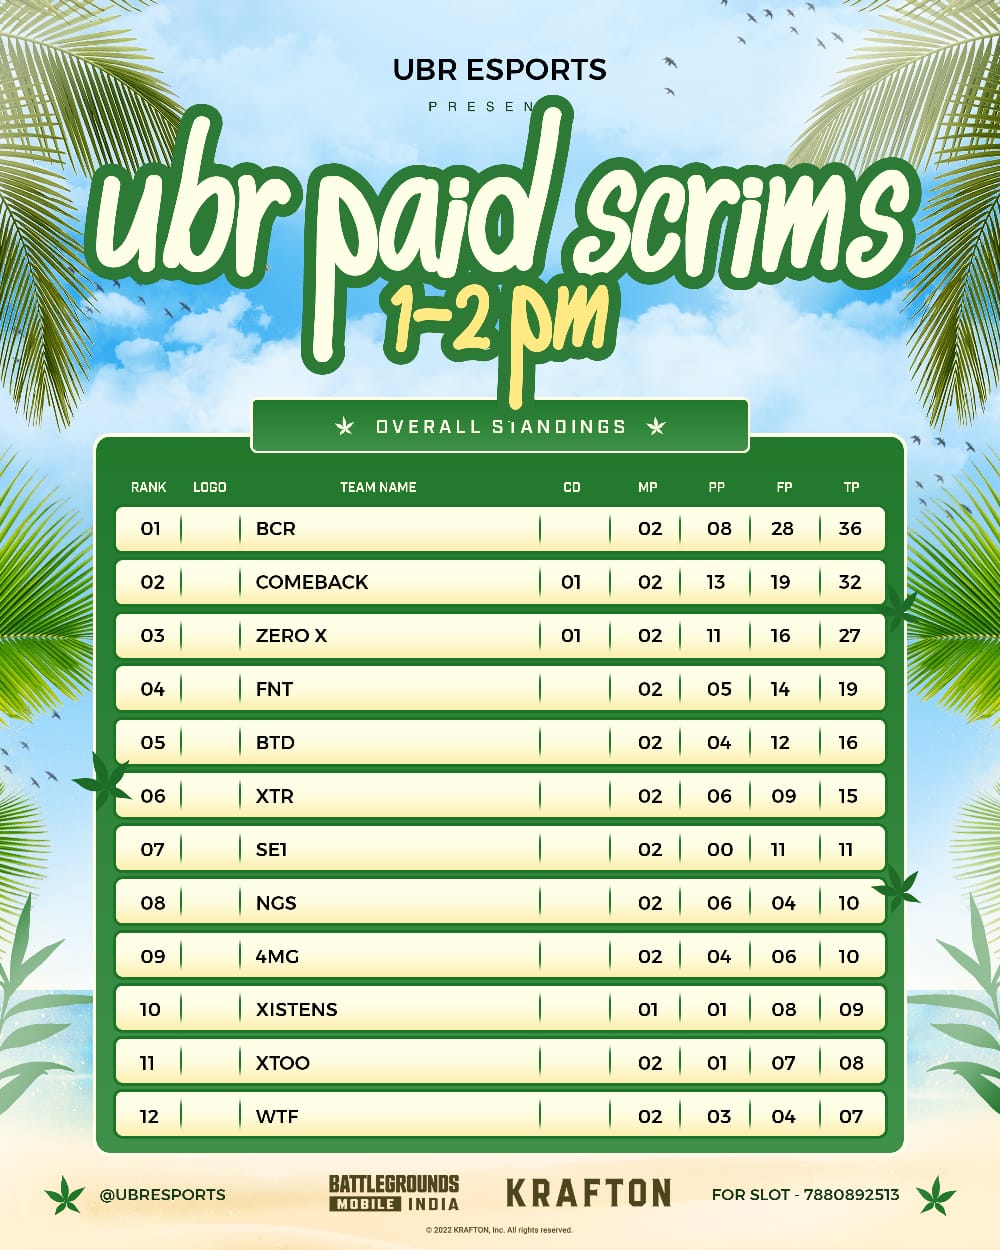 UBR ESPORTS
PRESEN
ubr paid scrims
1-2 pm
OVERALL STANDINGS
RANK LOGO TEAM NAME CD MP PP FP TP
01 BCR 02 08 28 36
02 COMEBACK 01 02 13 19 32
03 ZERO X 01 02 11 16 27
04 FNT 02 05 14 19
05 BTD 02 04 12 16
06 XTR 02 06 09 15
07 SE1 02 00 11 11
08 NGS 02 06 04 10
09 4MG 02 04 06 10
10 XISTENS 01 01 08 09
11 XTOO 02 01 07 08
12 WTF 02 03 04 07
@UBRESPORTS
BATTLEGROUNDS
MOBILE INDIA
KRAFTON
FOR SLOT - 7880892513
© 2022 KRAFTON, Inc. All rights reserved.